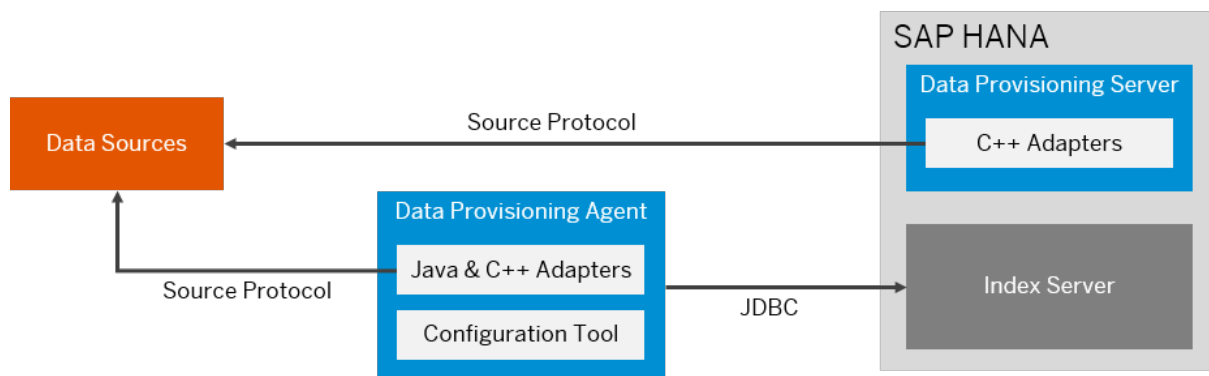 SAP HANA
Data Provisioning Server
C++ Adapters
Source Protocol
Data Sources
Data Provisioning Agent
Java & C++ Adapters
Configuration Tool
Source Protocol
JDBC
Index Server